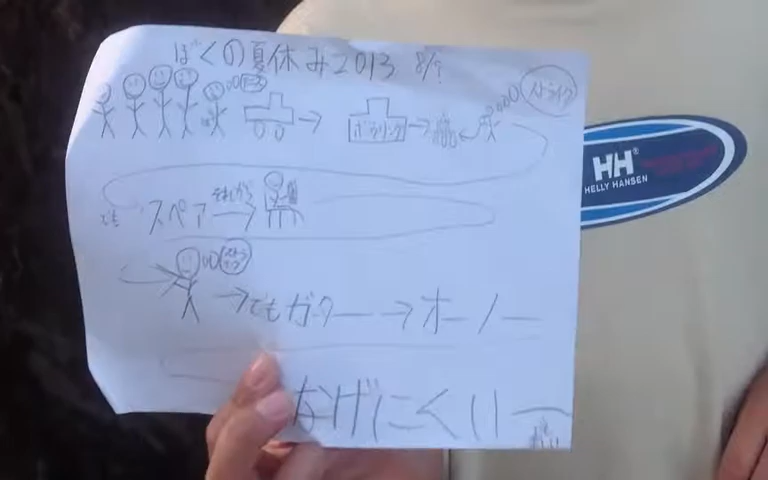 ぼくの夏休み2013 8/?
ストライク
ボウリング
でも スペア それから
ストライク
でも ガター → オーノー
なげにくいー
HH®
HELLY HANSEN